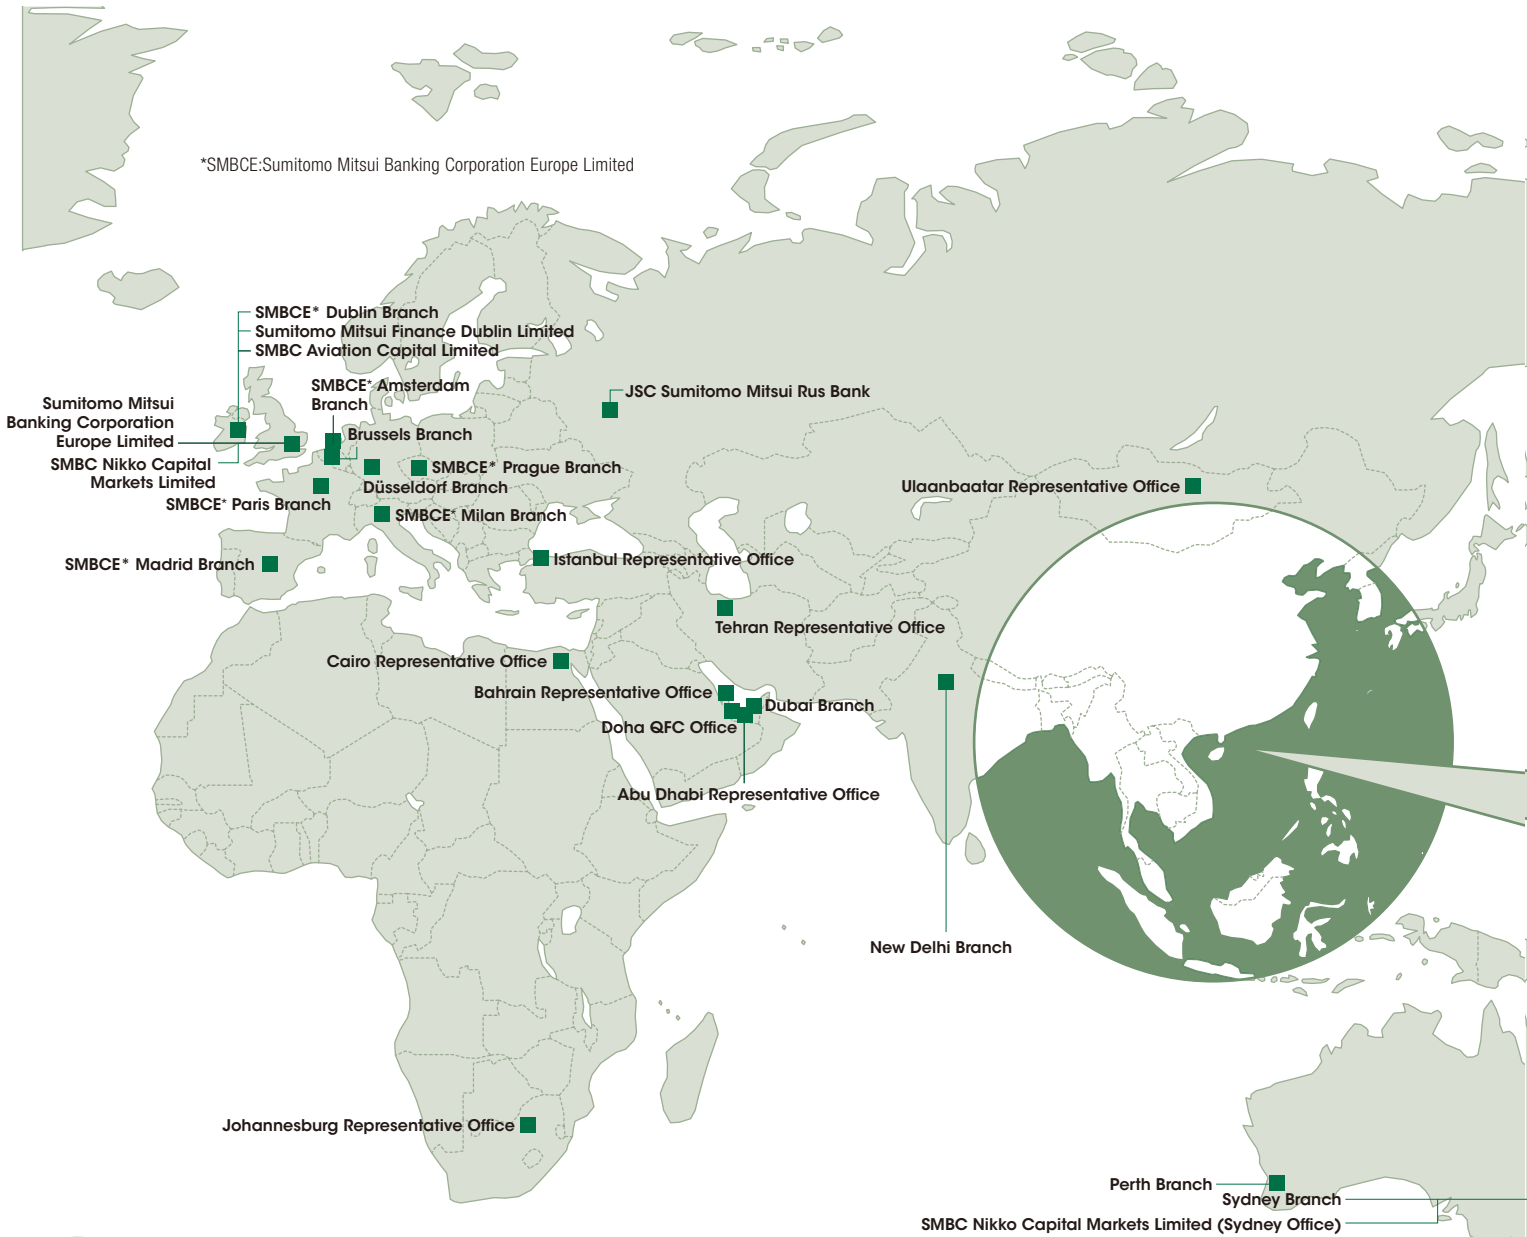 *SMBCE:Sumitomo Mitsui Banking Corporation Europe Limited
SMBCE* Dublin Branch
Sumitomo Mitsui Finance Dublin Limited
SMBC Aviation Capital Limited
SMBCE* Amsterdam
Branch
JSC Sumitomo Mitsui Rus Bank
Sumitomo Mitsui
Banking Corporation
Europe Limited
Brussels Branch
SMBC Nikko Capital
Markets Limited
SMBCE* Prague Branch
Düsseldorf Branch
Ulaanbaatar Representative Office
SMBCE* Paris Branch
SMBCE* Milan Branch
SMBCE* Madrid Branch
Istanbul Representative Office
Tehran Representative Office
Cairo Representative Office
Bahrain Representative Office
Dubai Branch
Doha QFC Office
Abu Dhabi Representative Office
New Delhi Branch
Johannesburg Representative Office
Perth Branch
Sydney Branch
SMBC Nikko Capital Markets Limited (Sydney Office)